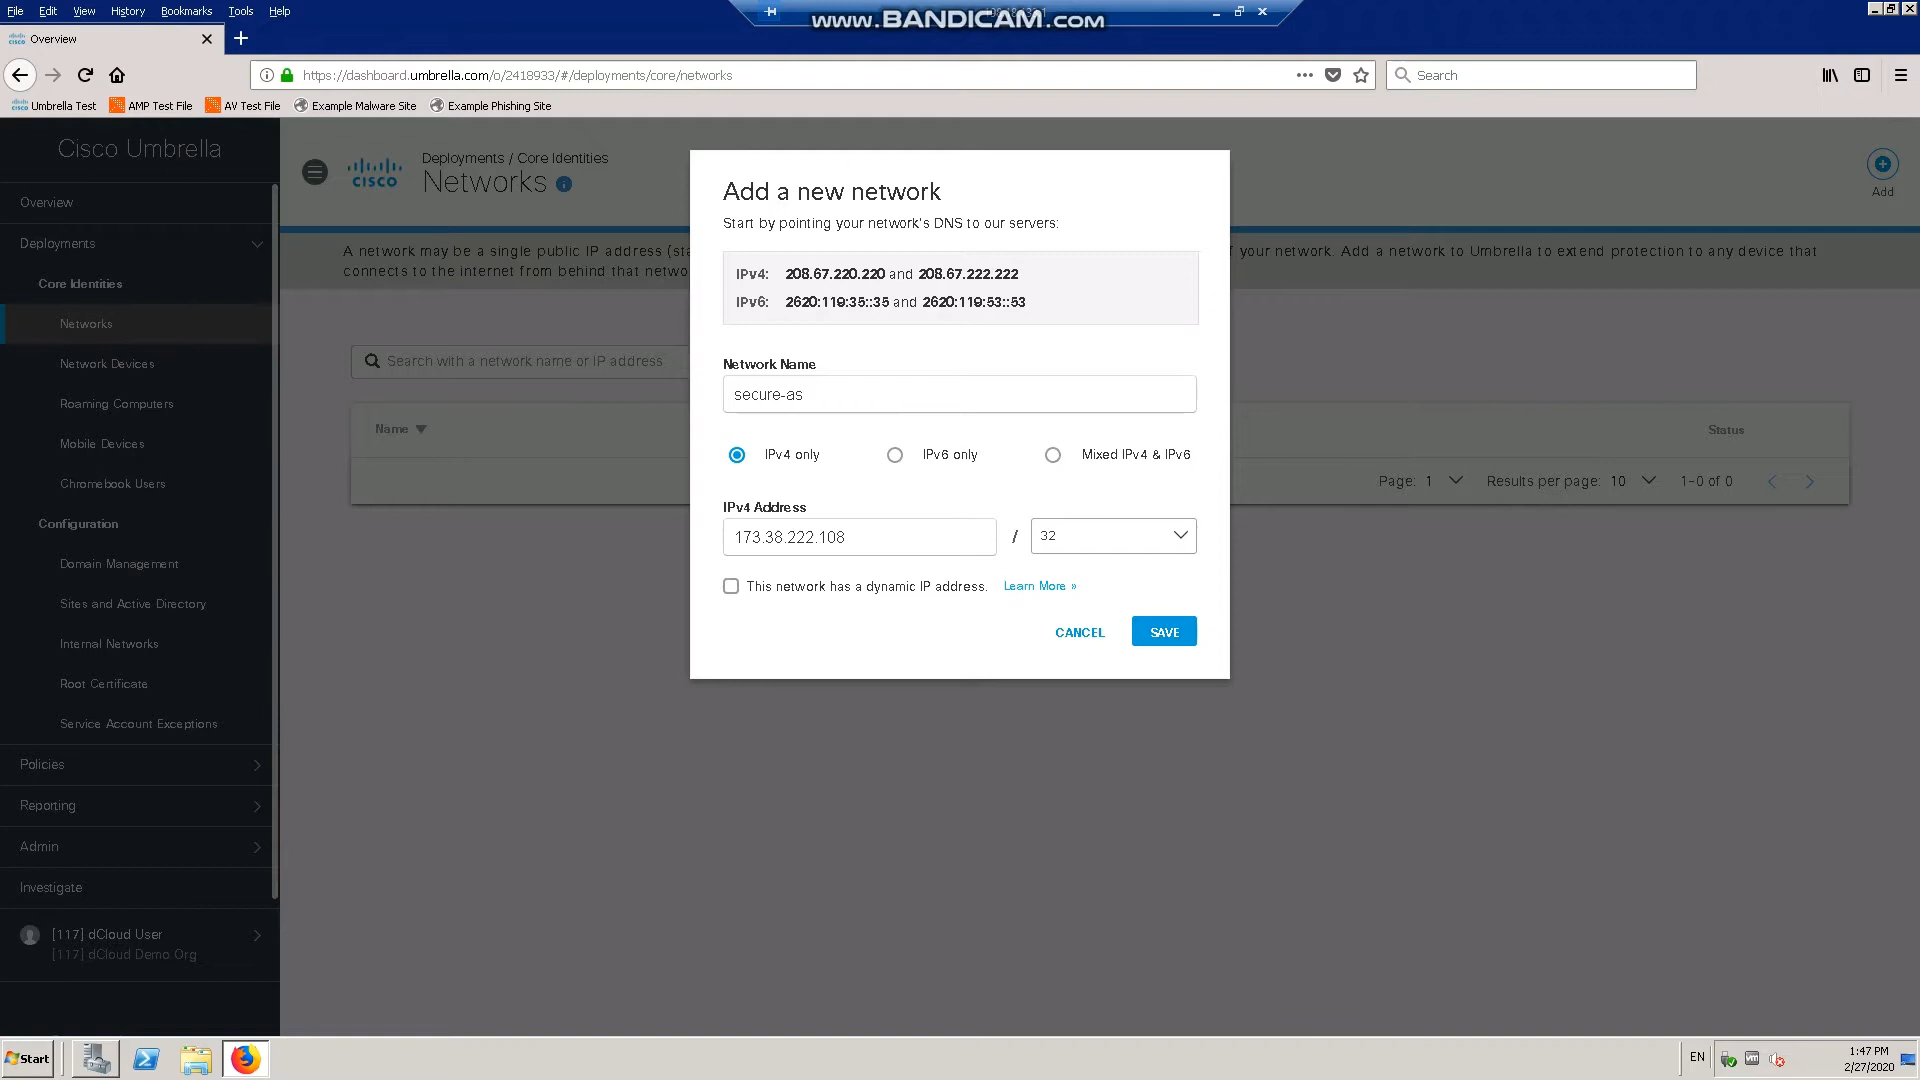 File Edit View History Bookmarks Tools Help
www.BANDICAM.COM
Overview
https://dashboard.umbrella.com/o/2418933/#/deployments/core/networks
Search
Umbrella Test AMP Test File AV Test File Example Malware Site Example Phishing Site
Cisco Umbrella
Overview
Deployments
Core Identities
Networks
Network Devices
Roaming Computers
Mobile Devices
Chromebook Users
Configuration
Domain Management
Sites and Active Directory
Internal Networks
Root Certificate
Service Account Exceptions
Policies
Reporting
Admin
Investigate
[117] dCloud User
[117] dCloud Demo Org
CISCO
Deployments / Core Identities
Networks
Add
A network may be a single public IP address (sta
f your network. Add a network to Umbrella to extend protection to any device that
connects to the internet from behind that netwo
Search with a network name or IP address
Name
Status
Page: 1 Results per page: 10 1-0 of 0
Add a new network
Start by pointing your network's DNS to our servers:
IPv4: 208.67.220.220 and 208.67.222.222
IPv6: 2620:119:35::35 and 2620:119:53::53
Network Name
secure-as
IPv4 only IPv6 only Mixed IPv4 & IPv6
IPv4 Address
173.38.222.108 / 32
This network has a dynamic IP address. Learn More »
CANCEL SAVE
Start
EN
1:47 PM
2/27/2020